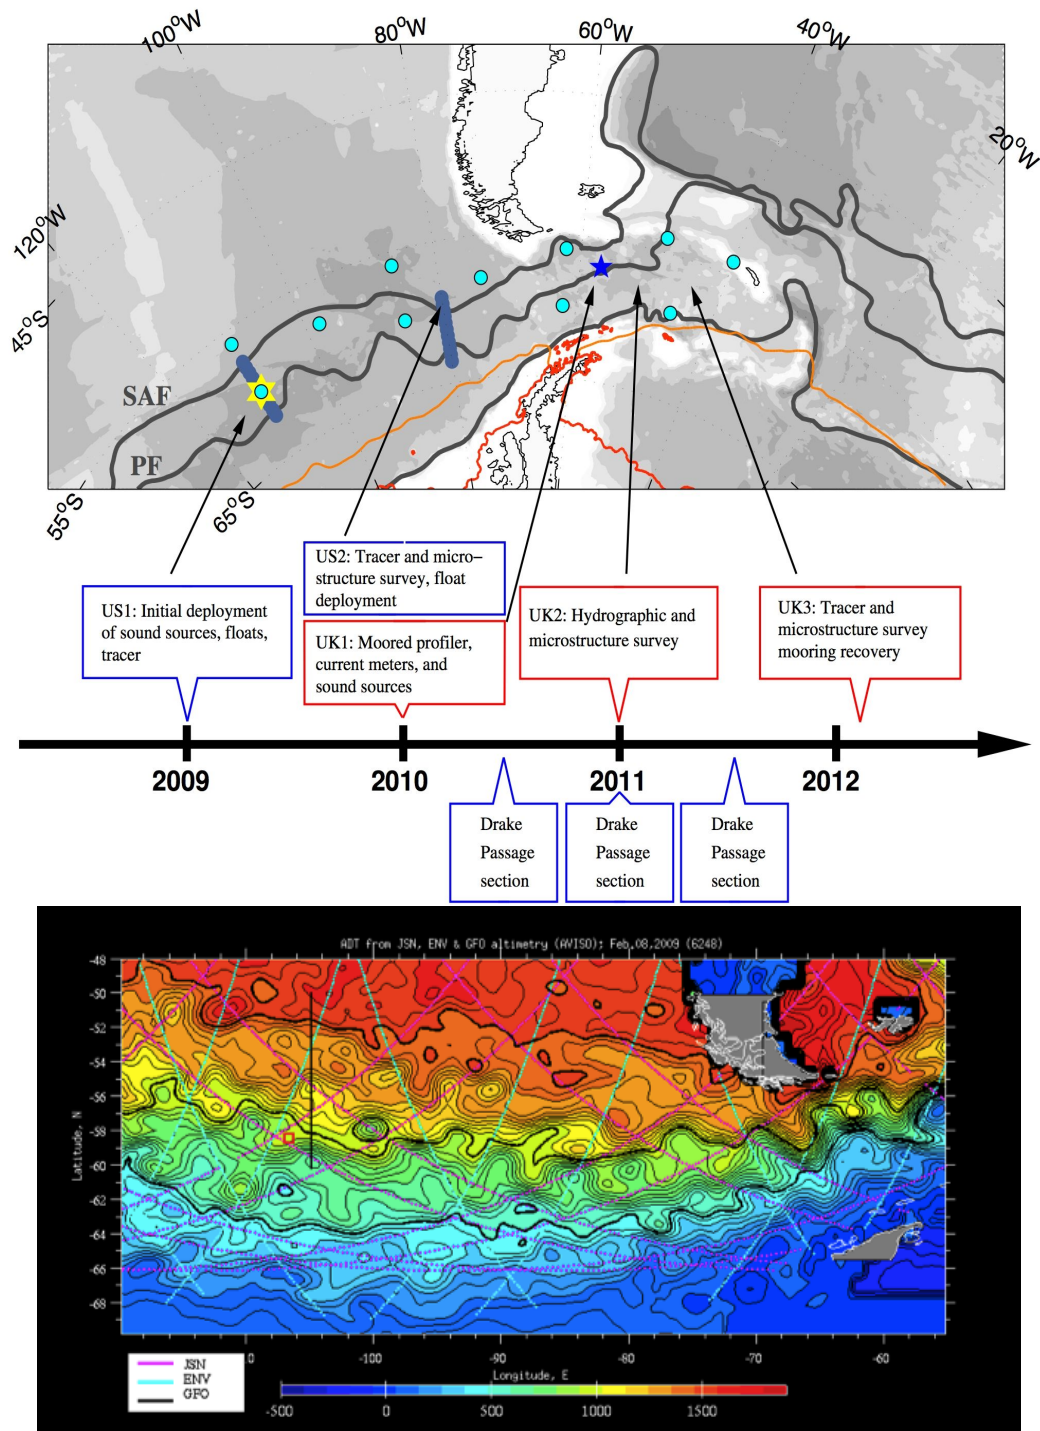 100°W
80°W
60°W
40°W
20°W
120°W
45°S
SAF
PF
55°S
65°S
US1: Initial deployment
of sound sources, floats,
tracer
US2: Tracer and micro–
structure survey, float
deployment
UK1: Moored profiler,
current meters, and
sound sources
UK2: Hydrographic and
microstructure survey
UK3: Tracer and
microstructure survey
mooring recovery
2009
2010
2011
2012
Drake
Passage
section
Drake
Passage
section
Drake
Passage
section
ADT from JSN, ENV & GFO altimetry (AVISO); Feb,08,2009 (6248)
-48
-50
-52
-54
-56
-58
-60
-62
-64
-66
-68
Latitude, N
-100
-90
-80
-70
-60
Longitude, E
JSN
ENV
GFO
-500
0
500
1000
1500